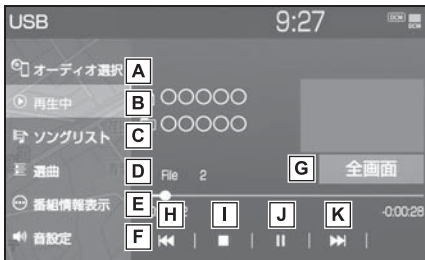 USB 9:27 DCM
オーディオ選択 A
再生中 B ○○○○○
ソングリスト C ○○○○○
選曲 D File 2 G 全画面
番組情報表示 E
-0:00:28
音設定 F H I J K